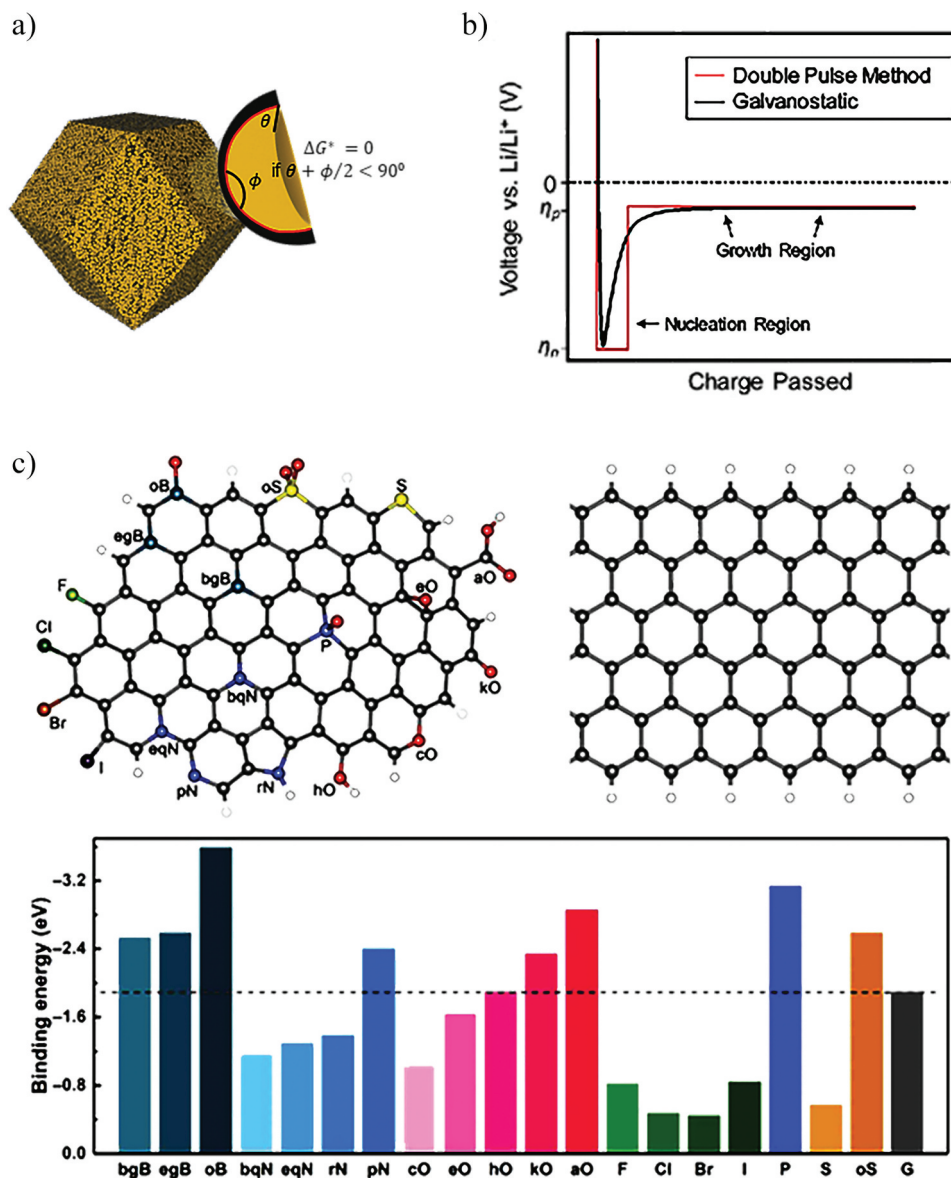 a)
θ
ΔG* = 0
if θ + ϕ/2 < 90⁰
ϕ
b)
Voltage vs. Li/Li⁺ (V)
0
ηₚ
ηₙ
Double Pulse Method
Galvanostatic
Growth Region
Nucleation Region
Charge Passed
c)
oB
oS
S
egB
bgB
eO
aO
F
Cl
P
kO
bqN
Br
eqN
cO
I
pN
rN
hO
Binding energy (eV)
−3.2
−2.4
−1.6
−0.8
0.0
bgB egB oB bqN eqN rN pN cO eO hO kO aO F Cl Br I P S oS G